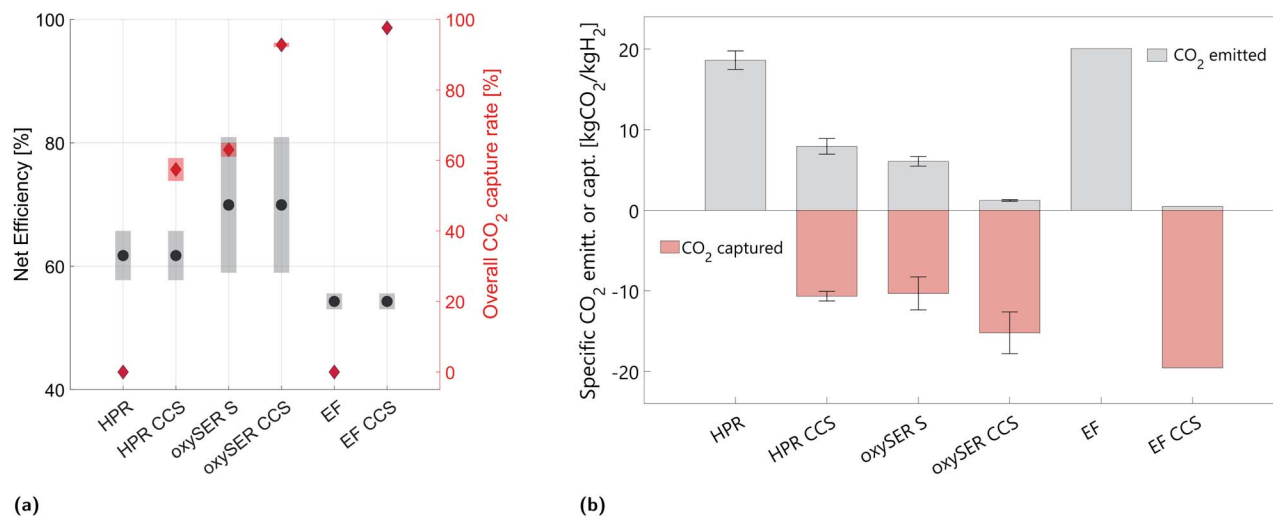 100
80
60
40
Net Efficiency [%]
100
80
60
40
20
0
Overall CO2 capture rate [%]
HPR
HPR CCS
oxySER S
oxySER CCS
EF
EF CCS
(a)
20
10
0
-10
-20
Specific CO2 emitt. or capt. [kgCO2/kgH2]
CO2 emitted
CO2 captured
HPR
HPR CCS
oxySER S
oxySER CCS
EF
EF CCS
(b)